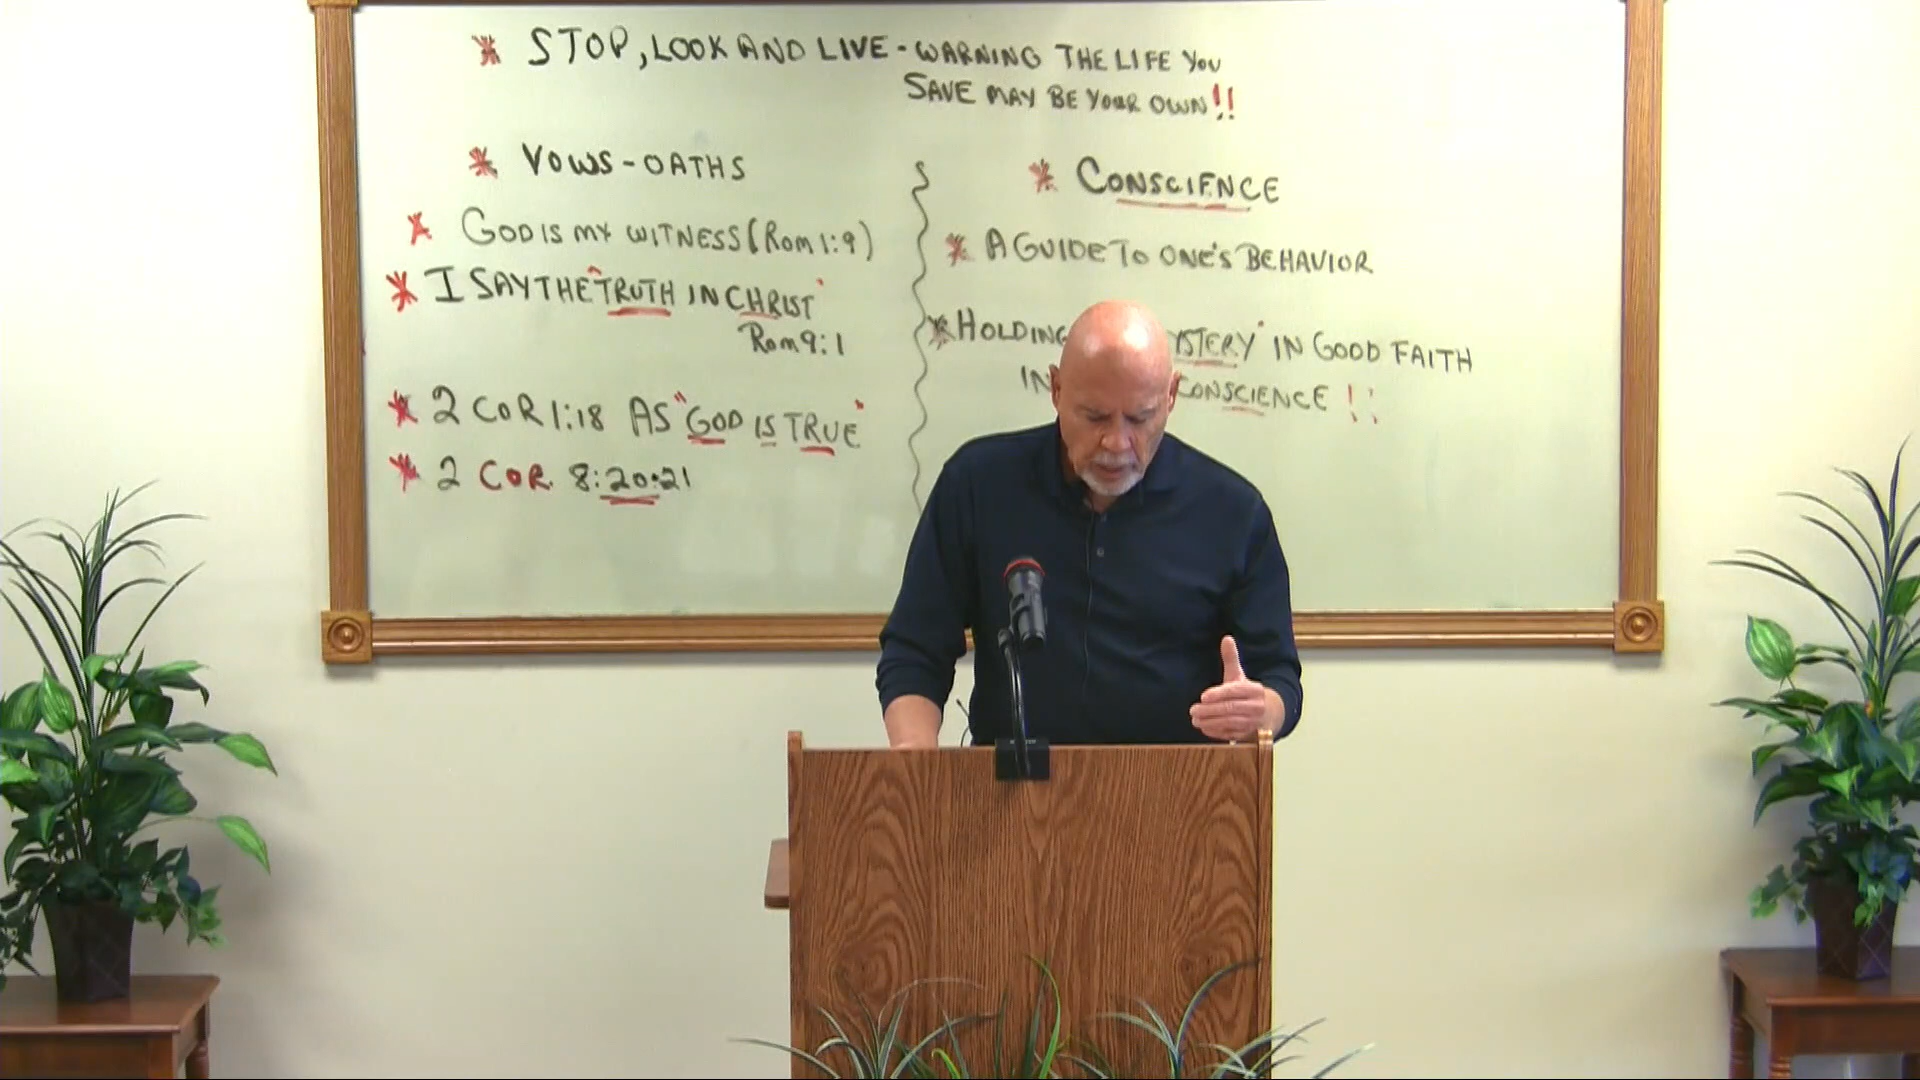 * STOP, LOOK AND LIVE - WARNING THE LIFE YOU
SAVE MAY BE YOUR OWN!!
* VOWS - OATHS
* GOD IS MY WITNESS (Rom 1:9)
* I SAY THE "TRUTH IN CHRIST"
Rom 9:1
* 2 COR 1:18 AS "GOD IS TRUE"
* 2 COR. 8:20-21
* CONSCIENCE
* A GUIDE TO ONE'S BEHAVIOR
* HOLDING YSTERY" IN GOOD FAITH
IN CONSCIENCE !!